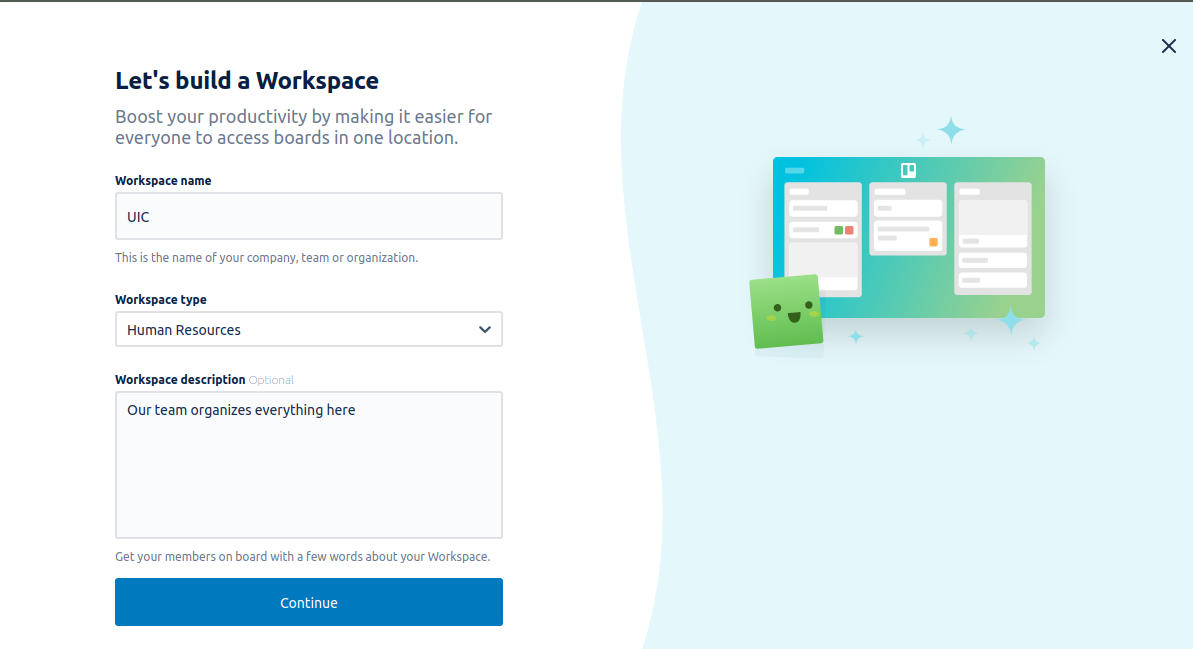 Let's build a Workspace
Boost your productivity by making it easier for
everyone to access boards in one location.
Workspace name
UIC
This is the name of your company, team or organization.
Workspace type
Human Resources
Workspace description Optional
Our team organizes everything here
Get your members on board with a few words about your Workspace.
Continue